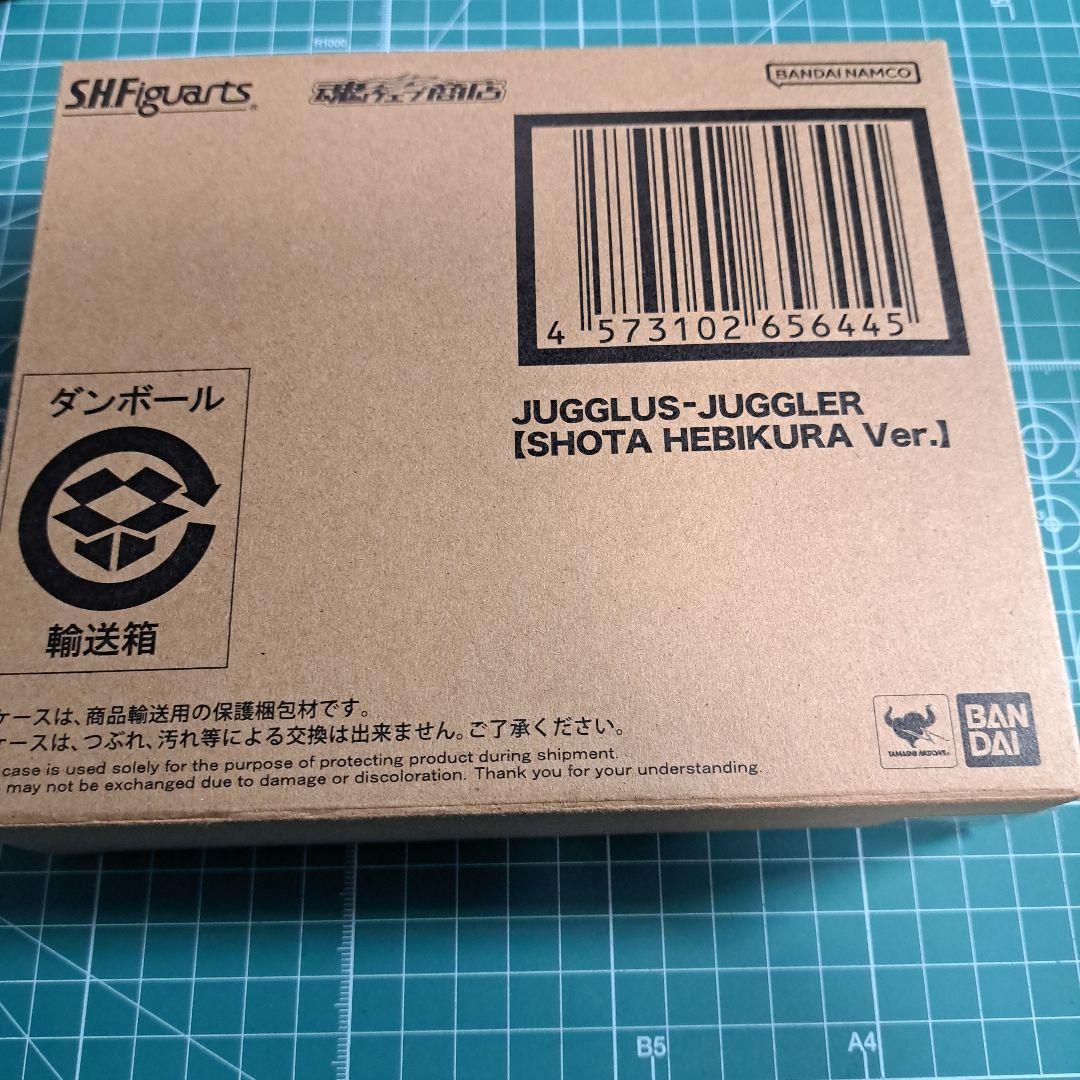 S.H.Figuarts
魂ウェブ商店
BANDAI NAMCO
4 573102 656445
JUGGLUS-JUGGLER
【SHOTA HEBIKURA Ver.】
ダンボール
輸送箱
ケースは、商品輸送用の保護梱包材です。
ケースは、つぶれ、汚れ等による交換は出来ません。ご了承ください。
case is used solely for the purpose of protecting product during shipment.
may not be exchanged due to damage or discoloration. Thank you for your understanding.
TAMASHII NATIONS
BAN
DAI
B5
A4